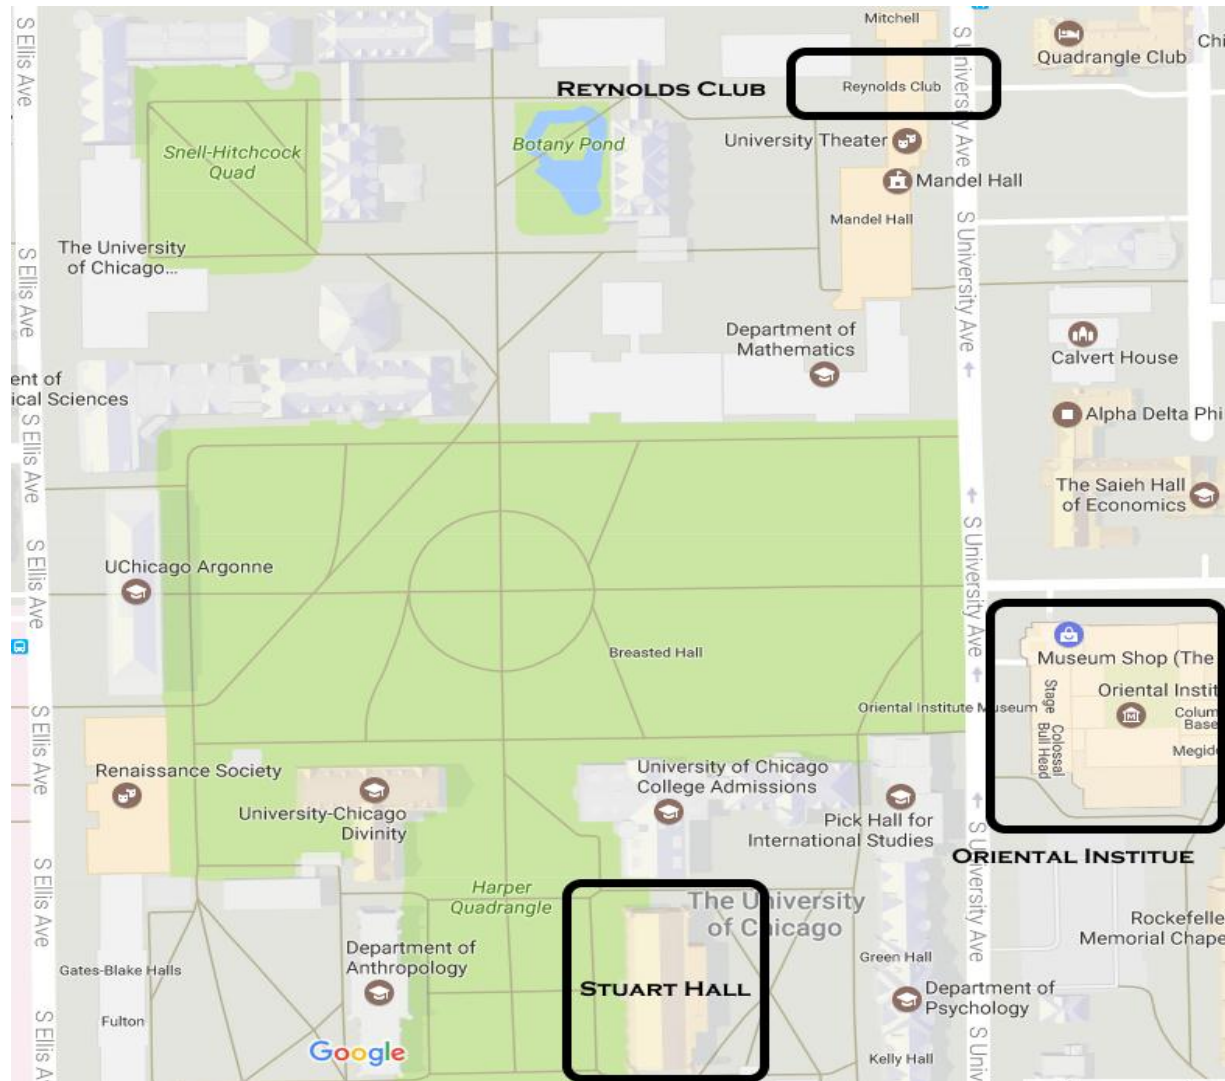 S Ellis Ave
Mitchell
S University Ave
Quadrangle Club
Chi
REYNOLDS CLUB
Reynolds Club
Snell-Hitchcock
Quad
Botany Pond
University Theater
Mandel Hall
Mandel Hall
The University
of Chicago...
S Ellis Ave
S University Ave
Department of
Mathematics
Calvert House
ent of
ical Sciences
Alpha Delta Phi
S Ellis Ave
The Saieh Hall
of Economics
S Ellis Ave
UChicago Argonne
S University Ave
Breasted Hall
Museum Shop (The
Oriental Institute Museum
Stage
Oriental Instit
Colum
Base
Colossal
Bull Head
Megid
S Ellis Ave
Renaissance Society
University of Chicago
College Admissions
University-Chicago
Divinity
Pick Hall for
International Studies
ORIENTAL INSTITUE
S University Ave
S Ellis Ave
Harper
Quadrangle
The University
of Chicago
Rockefelle
Memorial Chape
Department of
Anthropology
Green Hall
Gates-Blake Halls
STUART HALL
Department of
Psychology
Fulton
Google
Kelly Hall
S Ellis A
S Univ